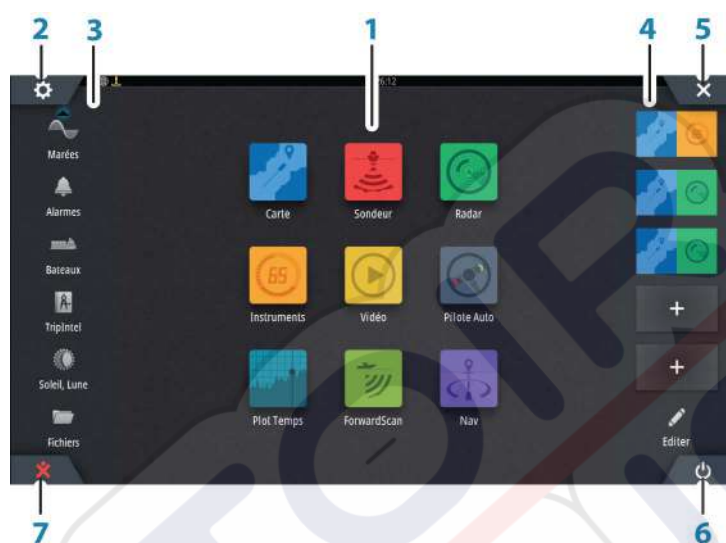 2
3
1
4
5
Marées
Alarmes
Bateaux
TripIntel
Soleil, Lune
Fichiers
Carte
Sondeur
Radar
65
Instruments
Vidéo
Pilote Auto
Plot Temps
ForwardScan
Nav
+
+
Editer
7
6